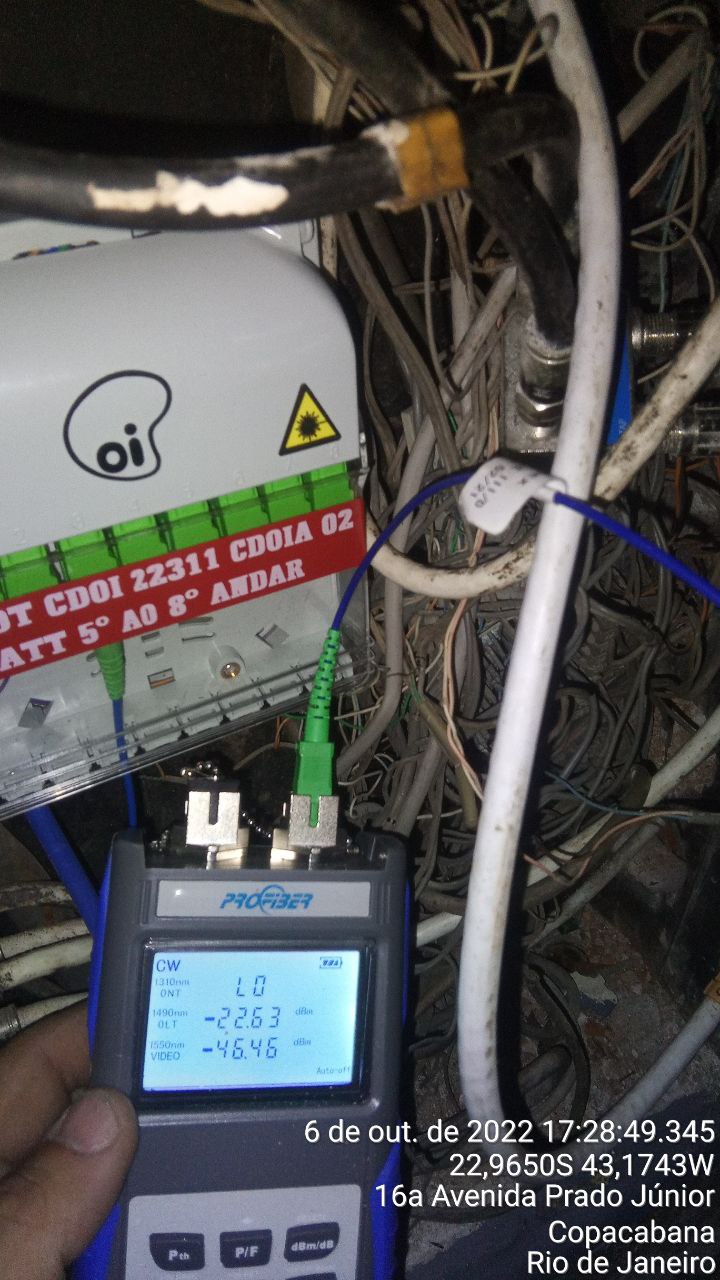 oi
OT CDOI 22311 CDOIA 02
ATT 5° A0 8° ANDAR
PROFIBER
CW
1310nm
ONT
LO
1490nm
OLT
-22.63 dBm
1550nm
VIDEO
-46.46 dBm
Auto-off
6 de out. de 2022 17:28:49.345
22,9650S 43,1743W
16a Avenida Prado Júnior
Copacabana
Rio de Janeiro
Pth
P/F
dBm/dB